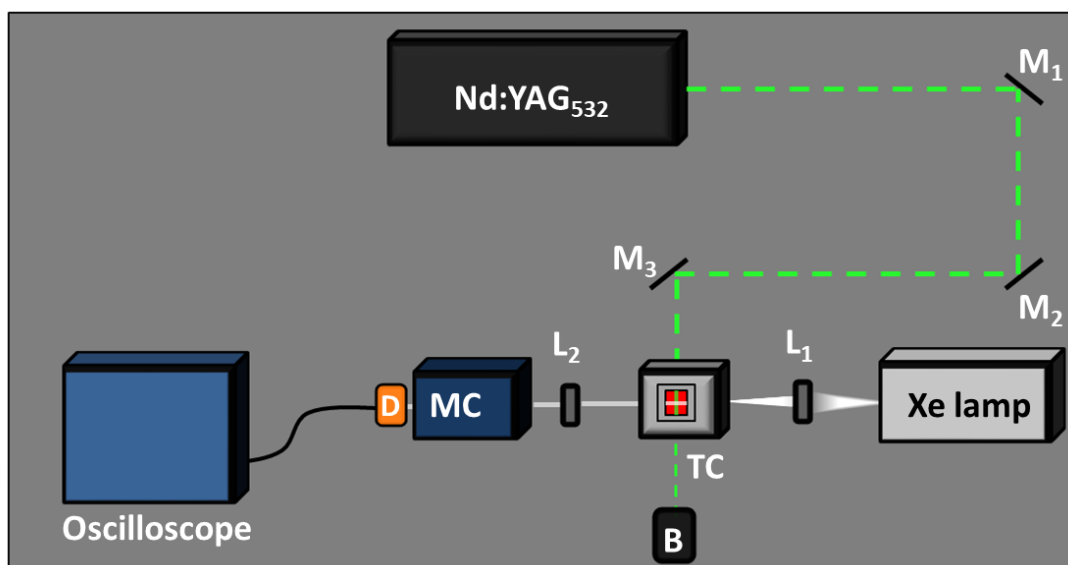 Nd:YAG₅₃₂
M₁
M₃
M₂
L₂
L₁
D
MC
Xe lamp
TC
Oscilloscope
B